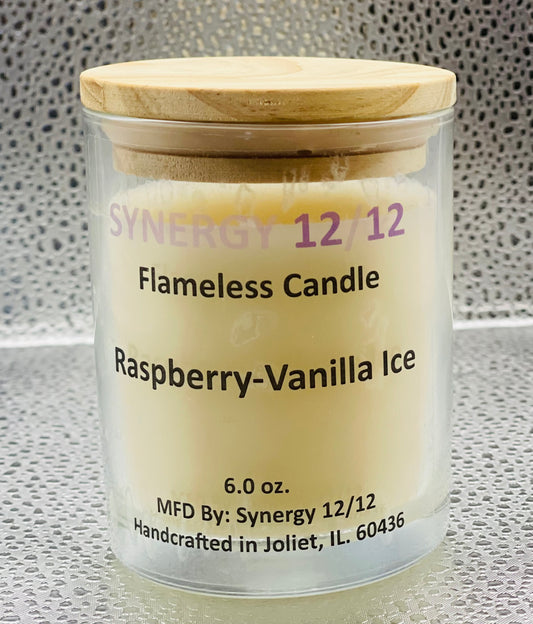 SYNERGY 12/12
Flameless Candle
Raspberry-Vanilla Ice
6.0 oz.
MFD By: Synergy 12/12
Handcrafted in Joliet, IL. 60436